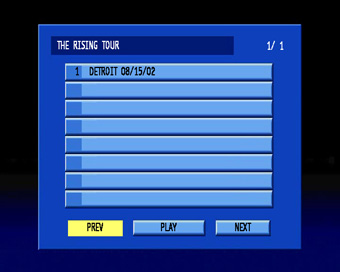 THE RISING TOUR 1/ 1
1 DETROIT 08/15/02
PREV PLAY NEXT